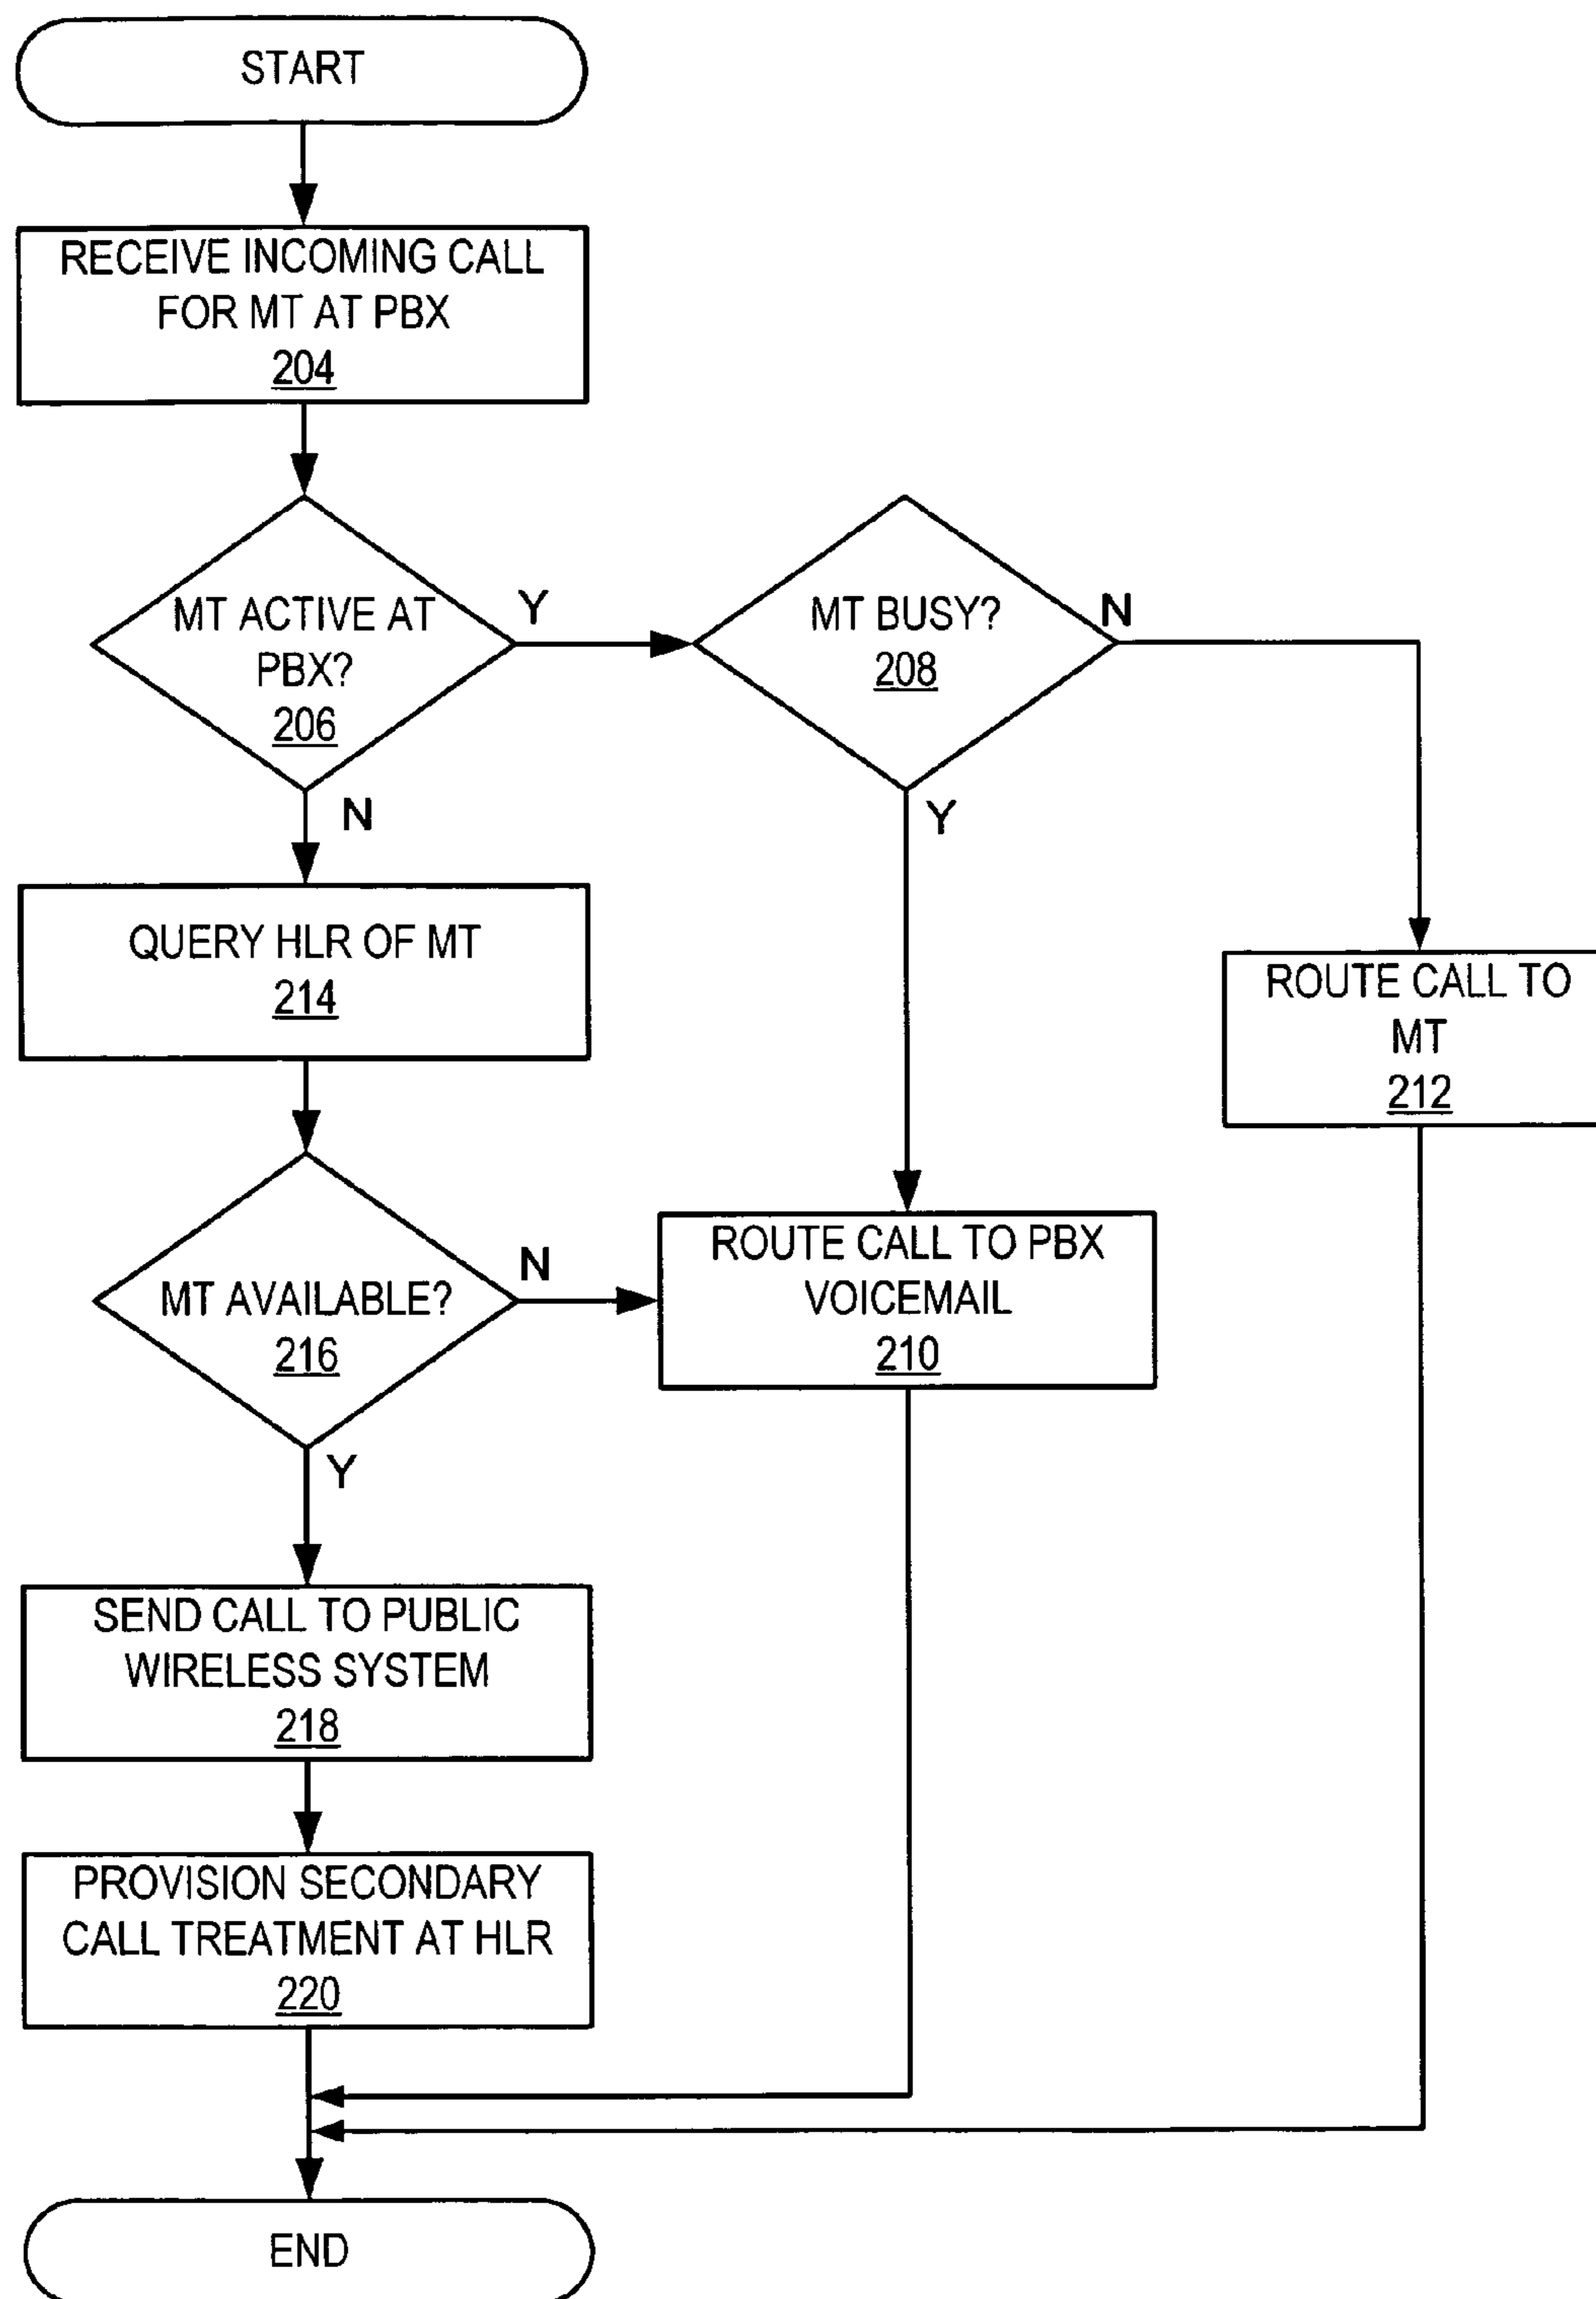 START
RECEIVE INCOMING CALL
FOR MT AT PBX
204
MT ACTIVE AT
PBX?
206
Y
N
MT BUSY?
208
N
Y
QUERY HLR OF MT
214
ROUTE CALL TO
MT
212
MT AVAILABLE?
216
N
Y
ROUTE CALL TO PBX
VOICEMAIL
210
SEND CALL TO PUBLIC
WIRELESS SYSTEM
218
PROVISION SECONDARY
CALL TREATMENT AT HLR
220
END